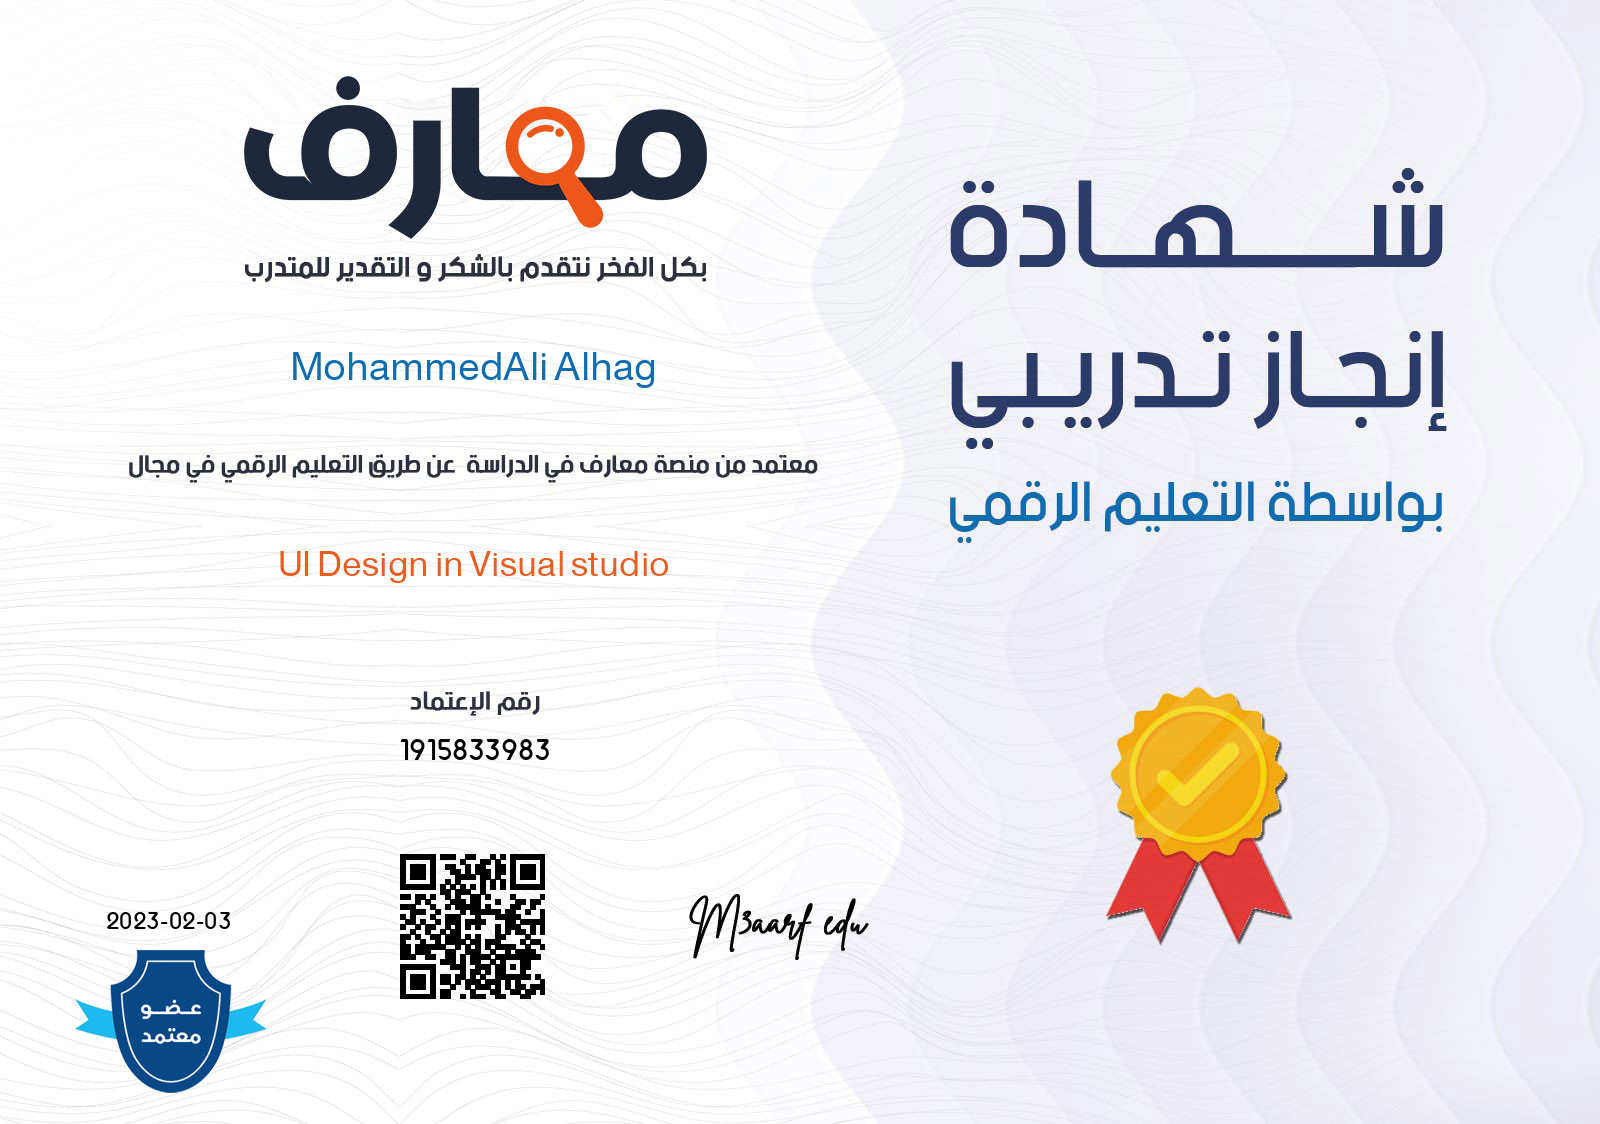 شهادة
إنجاز تدريبي
بواسطة التعليم الرقمي
معارف
بكل الفخر نتقدم بالشكر و التقدير للمتدرب
MohammedAli Alhag
معتمد من منصة معارف في الدراسة عن طريق التعليم الرقمي في مجال
UI Design in Visual studio
رقم الإعتماد
1915833983
2023-02-03
عضو
معتمد
M3aarf edu